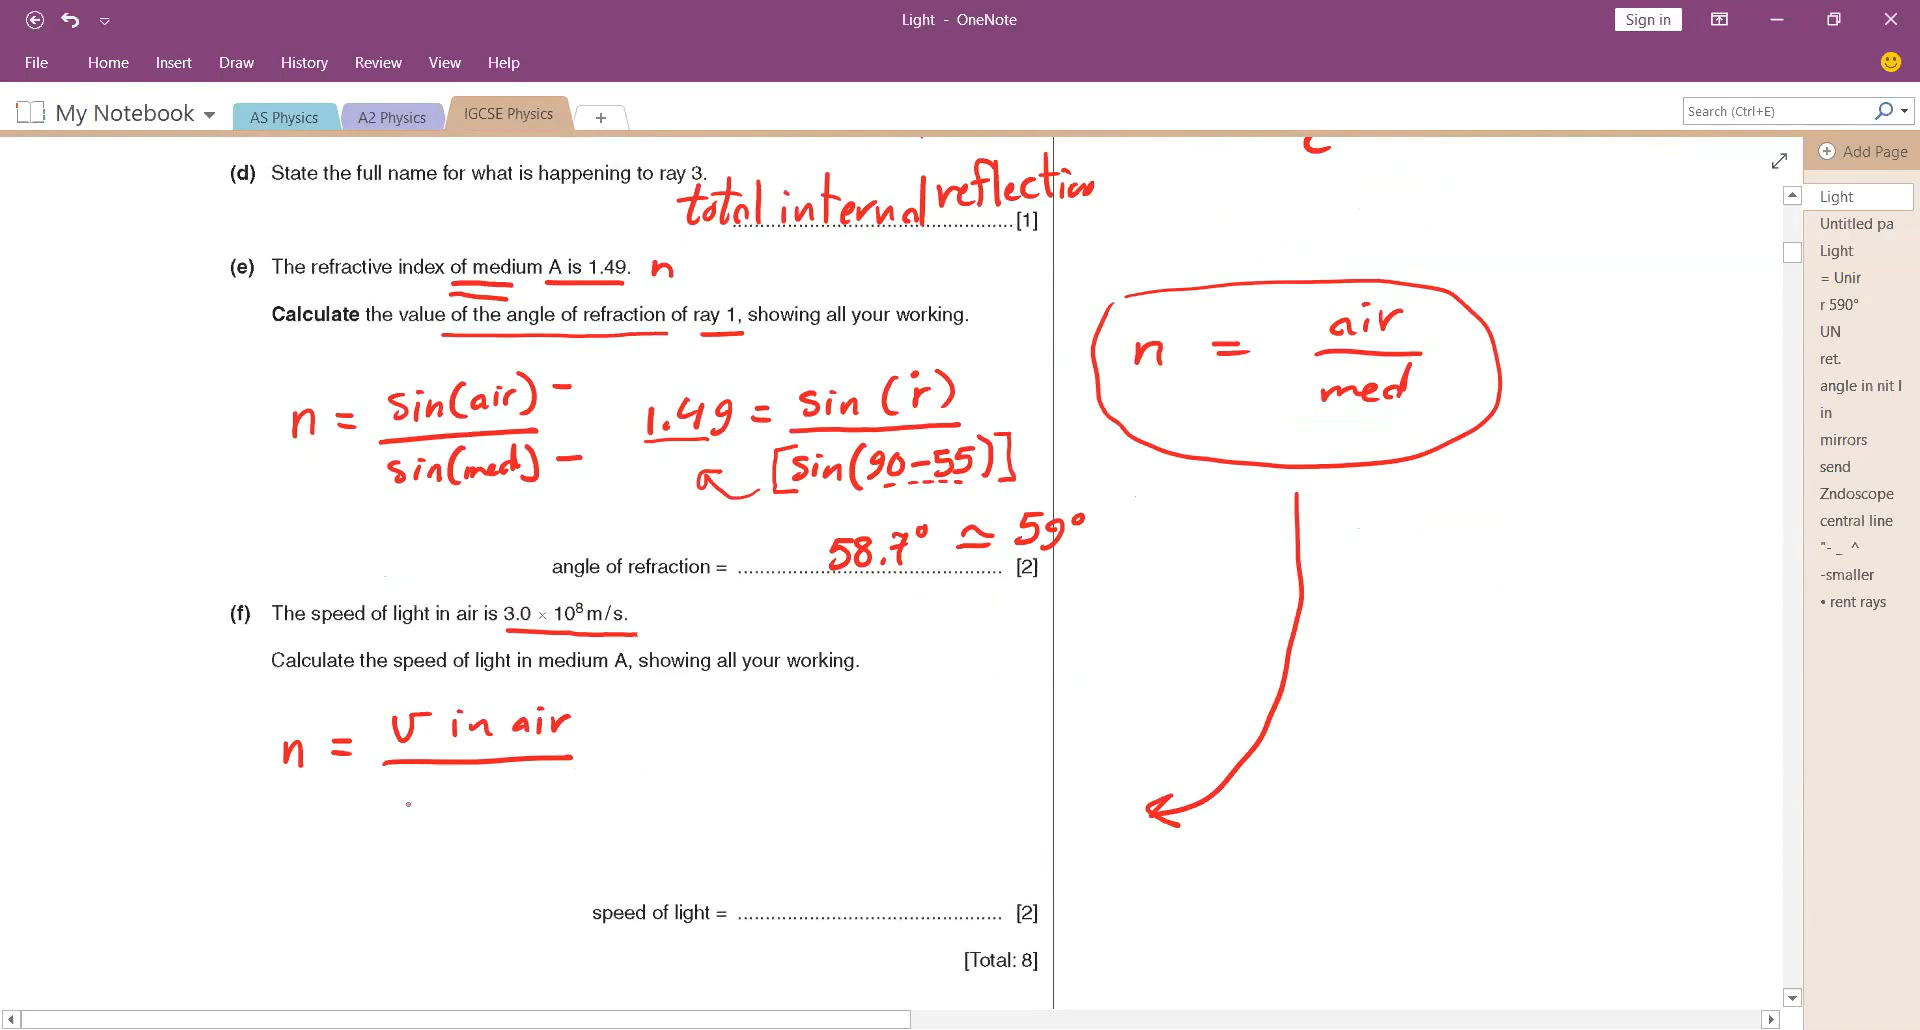 Light - OneNote
Sign in
File Home Insert Draw History Review View Help
My Notebook
AS Physics
A2 Physics
IGCSE Physics
+
Search (Ctrl+E)
Add Page
(d) State the full name for what is happening to ray 3.
total internal reflection
[1]
(e) The refractive index of medium A is 1.49. n
Calculate the value of the angle of refraction of ray 1, showing all your working.
n = sin(air) / sin(med)
1.49 = sin (r) / [sin(90-55)]
58.7° ≃ 59°
angle of refraction = [2]
(f) The speed of light in air is 3.0 × 10⁸ m/s.
Calculate the speed of light in medium A, showing all your working.
n = v in air
speed of light = [2]
[Total: 8]
n = air / med
Light
Untitled pa
Light
= Unir
r 590°
UN
ret.
angle in nit I
in
mirrors
send
Zndoscope
central line
"- _ ^
-smaller
• rent rays